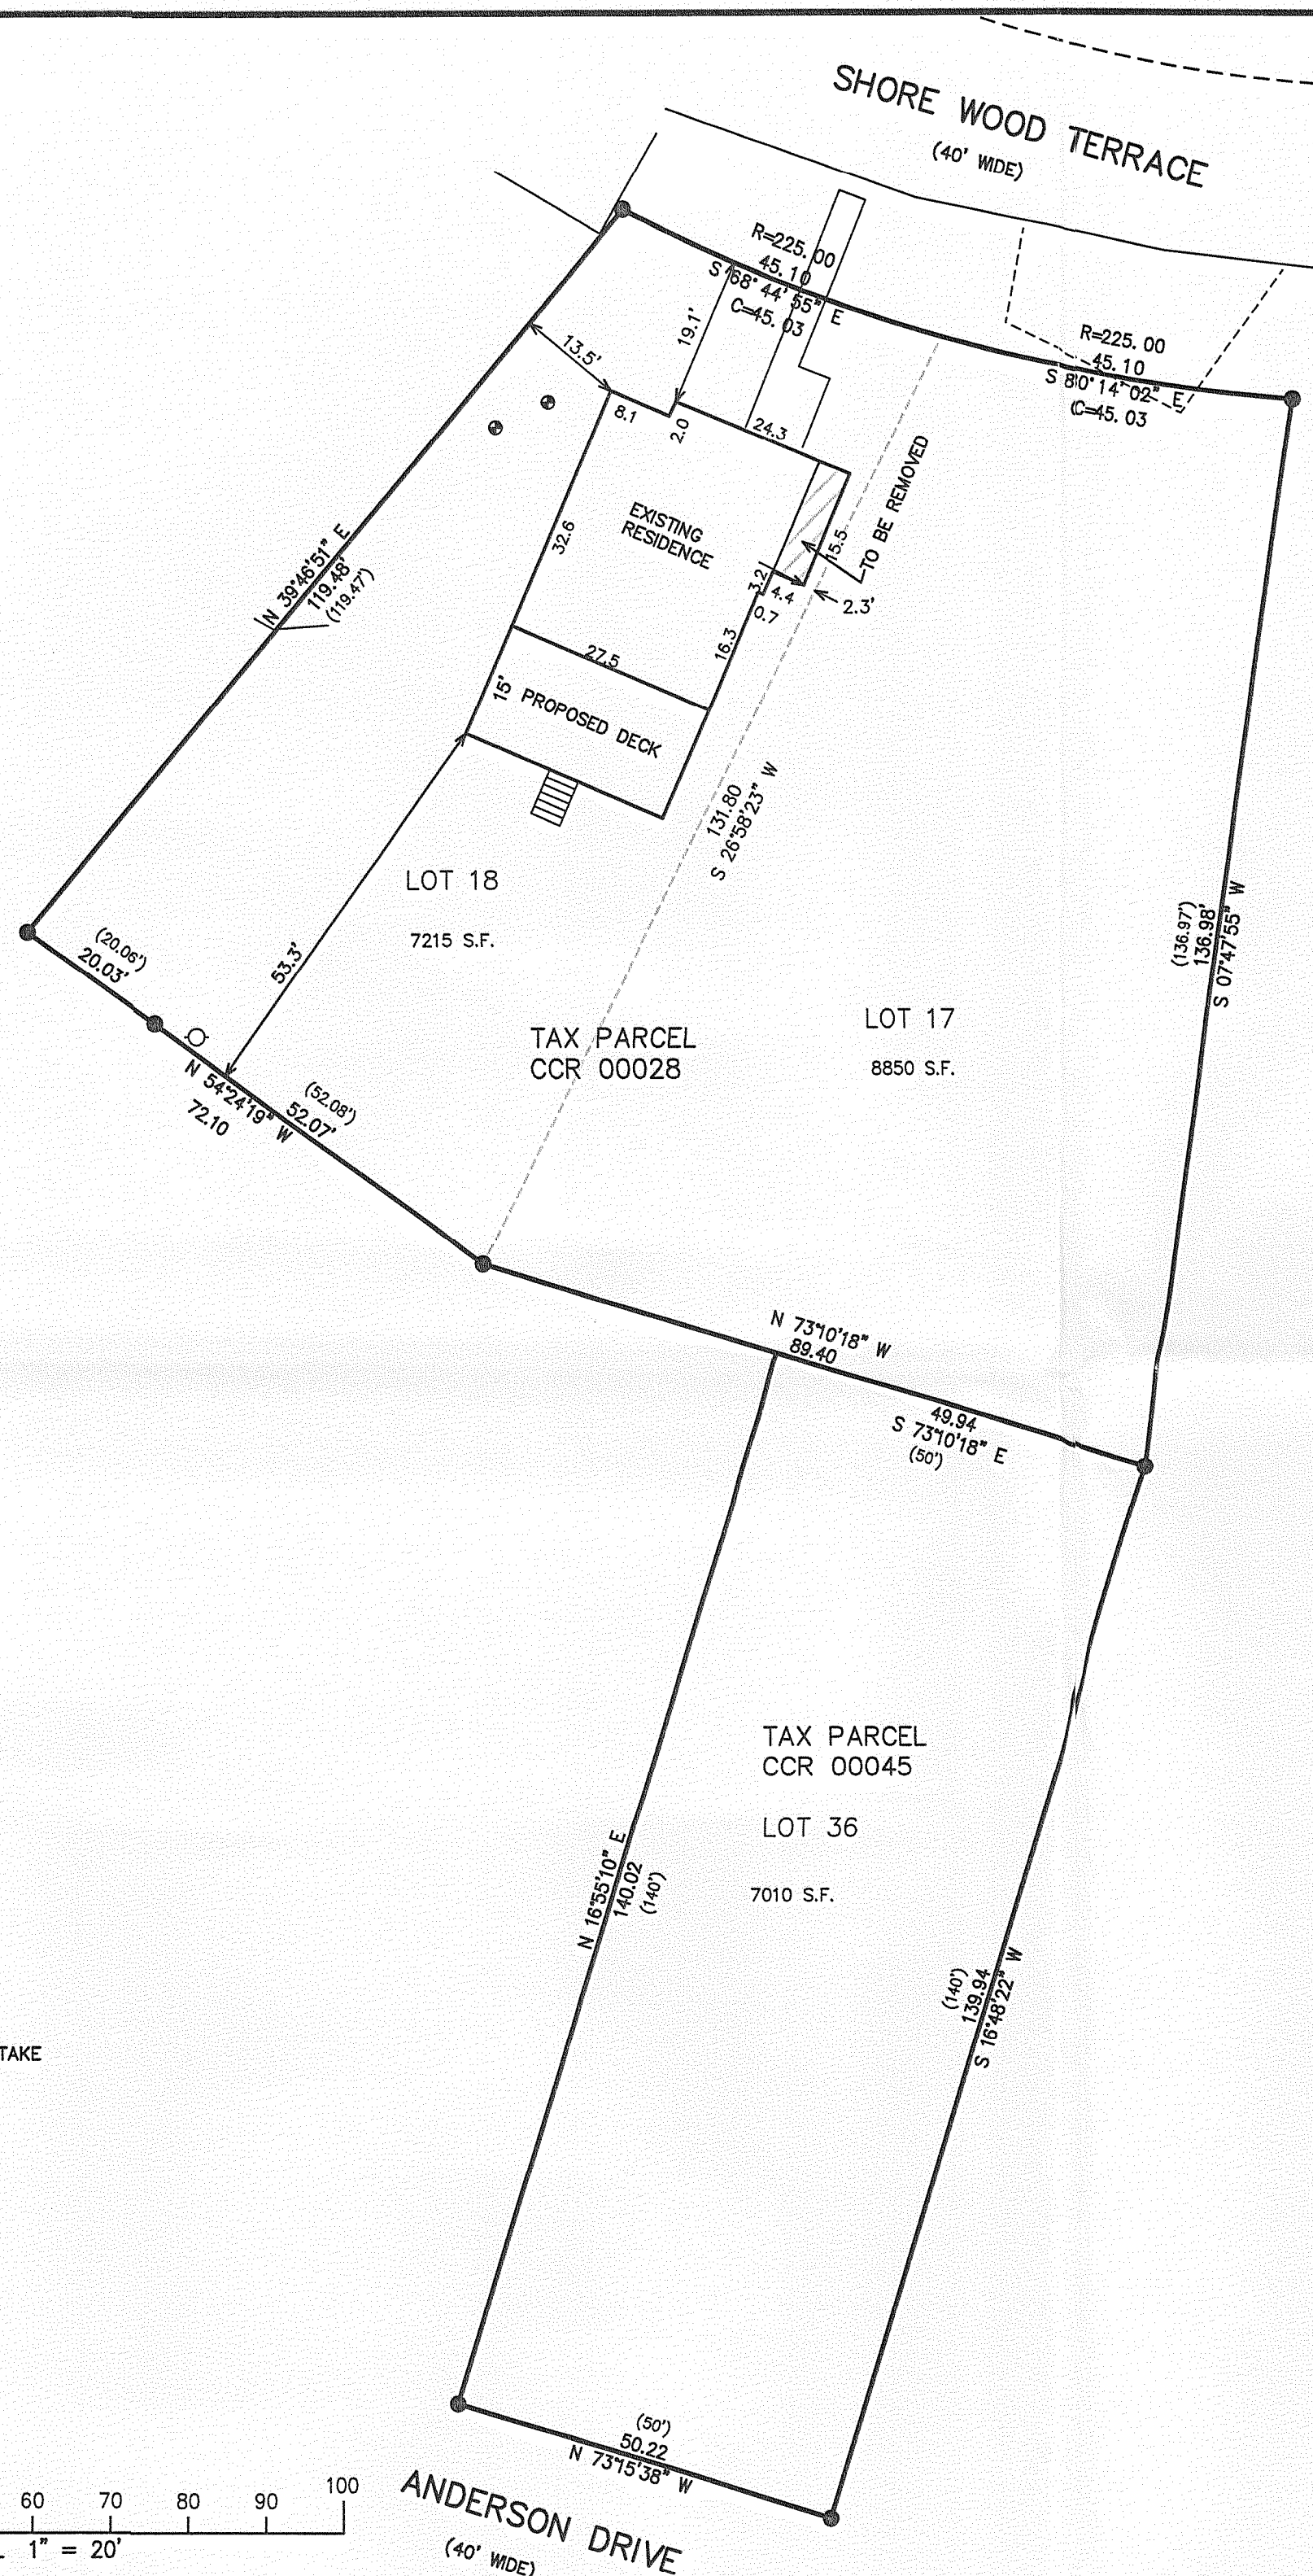 SHORE WOOD TERRACE
(40' WIDE)
R=225.00
45.10
S 68°44'55" E
C=45.03
R=225.00
45.10
S 80°14'02" E
C=45.03
19.1'
13.5'
8.1
2.0
24.3
EXISTING
RESIDENCE
32.6
TO BE REMOVED
15.5
3.2
4.4
0.7
2.3'
16.3
27.5
15' PROPOSED DECK
N 39°46'51" E
119.48'
(119.47')
131.80
S 26°58'23" W
LOT 18
7215 S.F.
53.3'
(20.06')
20.03'
(136.97')
136.98'
S 07°47'55" W
LOT 17
8850 S.F.
TAX PARCEL
CCR 00028
(52.08')
52.07'
N 54°24'19" W
72.10
N 73°10'18" W
89.40
49.94
S 73°10'18" E
(50')
TAX PARCEL
CCR 00045
LOT 36
7010 S.F.
N 16°55'10" E
140.02
(140')
(140')
139.94
S 16°48'22" W
TAKE
(50')
50.22
N 73°15'38" W
ANDERSON DRIVE
(40' WIDE)
60 70 80 90 100
1" = 20'